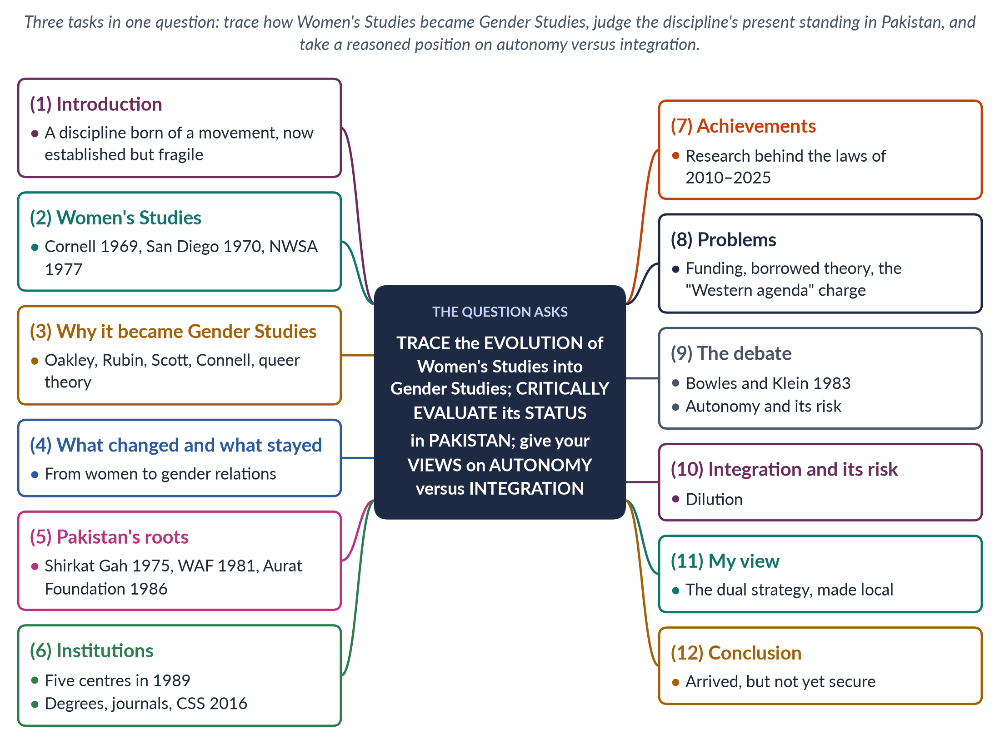 Three tasks in one question: trace how Women's Studies became Gender Studies, judge the discipline's present standing in Pakistan, and
take a reasoned position on autonomy versus integration.
(1) Introduction
• A discipline born of a movement, now
established but fragile
(2) Women's Studies
• Cornell 1969, San Diego 1970, NWSA
1977
(3) Why it became Gender Studies
• Oakley, Rubin, Scott, Connell, queer
theory
(4) What changed and what stayed
• From women to gender relations
(5) Pakistan's roots
• Shirkat Gah 1975, WAF 1981, Aurat
Foundation 1986
(6) Institutions
• Five centres in 1989
• Degrees, journals, CSS 2016
THE QUESTION ASKS
TRACE the EVOLUTION of
Women's Studies into
Gender Studies; CRITICALLY
EVALUATE its STATUS
in PAKISTAN; give your
VIEWS on AUTONOMY
versus INTEGRATION
(7) Achievements
• Research behind the laws of
2010–2025
(8) Problems
• Funding, borrowed theory, the
"Western agenda" charge
(9) The debate
• Bowles and Klein 1983
• Autonomy and its risk
(10) Integration and its risk
• Dilution
(11) My view
• The dual strategy, made local
(12) Conclusion
• Arrived, but not yet secure